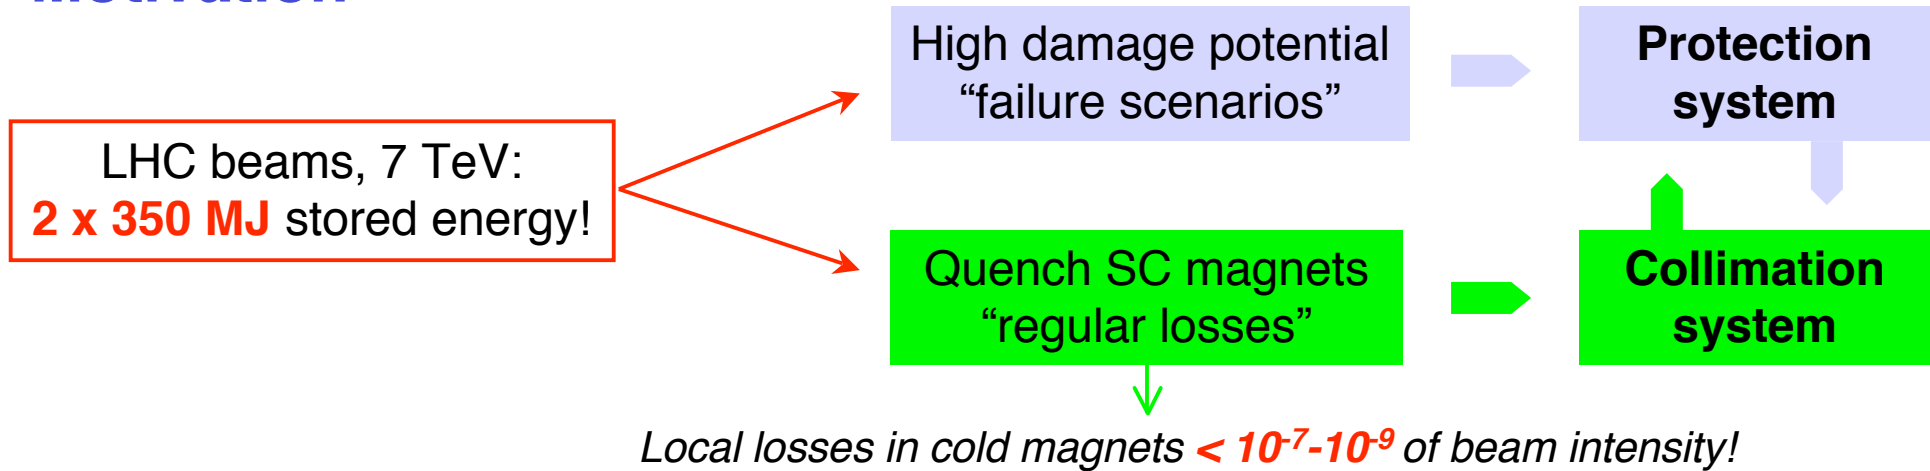 Motivation
High damage potential
“failure scenarios”
Protection
system
LHC beams, 7 TeV:
2 x 350 MJ stored energy!
Quench SC magnets
“regular losses”
Collimation
system
Local losses in cold magnets < 10⁻⁷-10⁻⁹ of beam intensity!